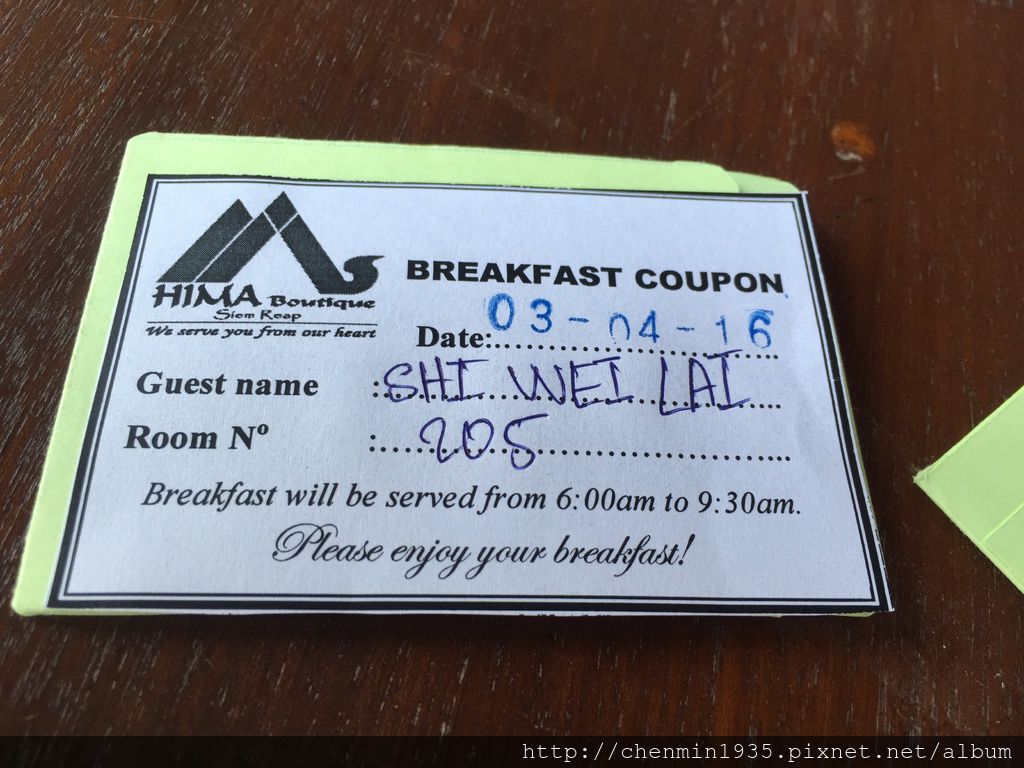 HIMA Boutique
Siem Reap
We serve you from our heart
BREAKFAST COUPON
Date:03-04-16
Guest name : SHI WEI LAI
Room Nº : 205
Breakfast will be served from 6:00am to 9:30am.
Please enjoy your breakfast!
http://chenmin1935.pixnet.net/album